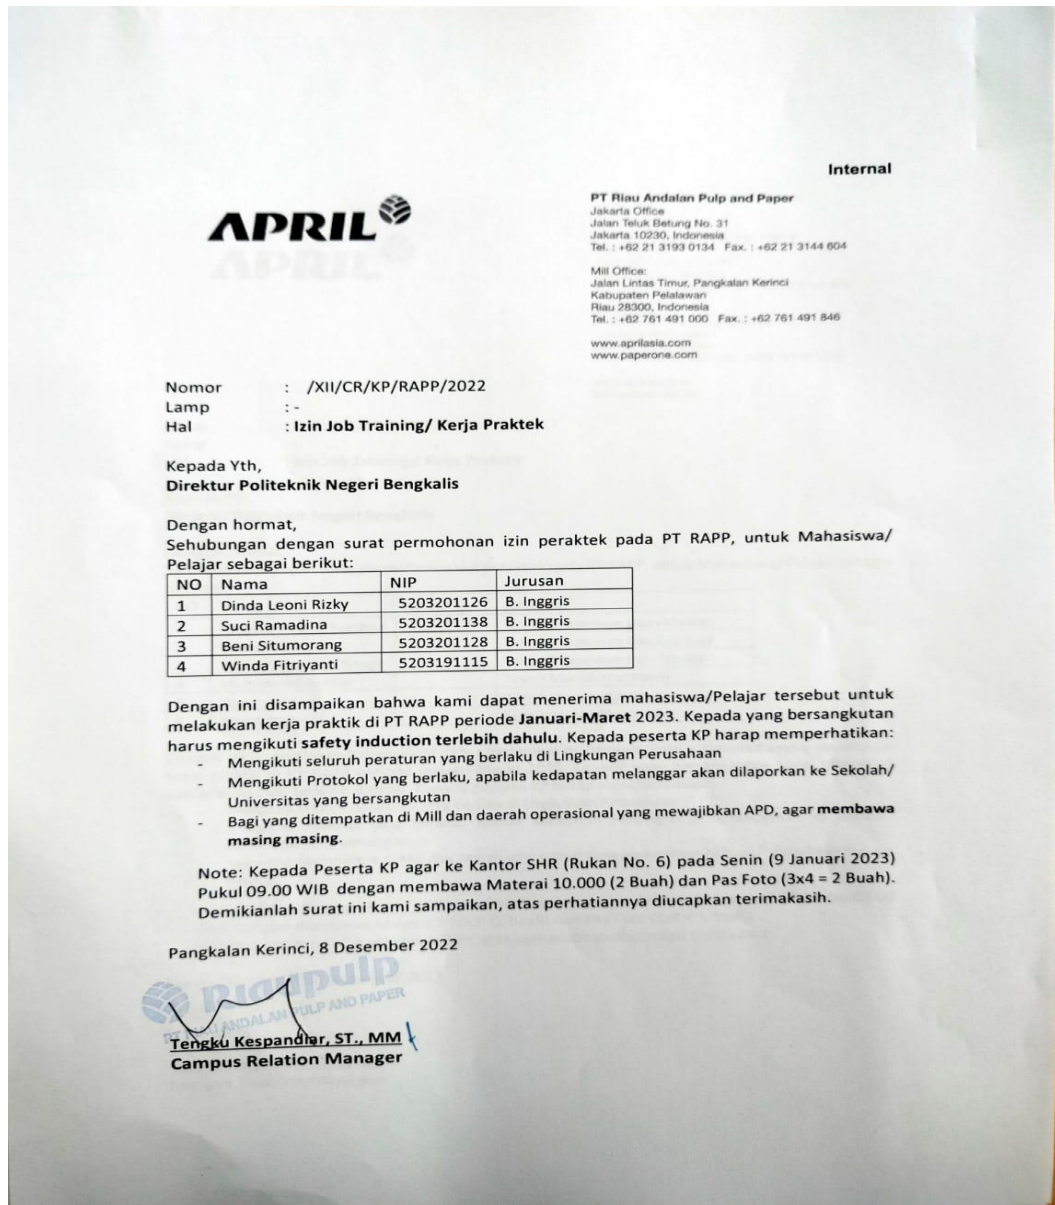 Internal
APRIL
PT Riau Andalan Pulp and Paper
Jakarta Office
Jalan Teluk Betung No. 31
Jakarta 10230, Indonesia
Tel. : +62 21 3193 0134 Fax. : +62 21 3144 604
Mill Office:
Jalan Lintas Timur, Pangkalan Kerinci
Kabupaten Pelalawan
Riau 28300, Indonesia
Tel. : +62 761 491 000 Fax. : +62 761 491 846
www.aprilasia.com
www.paperone.com
Nomor : /XII/CR/KP/RAPP/2022
Lamp : -
Hal : Izin Job Training/ Kerja Praktek
Kepada Yth,
Direktur Politeknik Negeri Bengkalis
Dengan hormat,
Sehubungan dengan surat permohonan izin peraktek pada PT RAPP, untuk Mahasiswa/
Pelajar sebagai berikut:
NO Nama NIP Jurusan
1 Dinda Leoni Rizky 5203201126 B. Inggris
2 Suci Ramadina 5203201138 B. Inggris
3 Beni Situmorang 5203201128 B. Inggris
4 Winda Fitriyanti 5203191115 B. Inggris
Dengan ini disampaikan bahwa kami dapat menerima mahasiswa/Pelajar tersebut untuk
melakukan kerja praktik di PT RAPP periode Januari-Maret 2023. Kepada yang bersangkutan
harus mengikuti safety induction terlebih dahulu. Kepada peserta KP harap memperhatikan:
- Mengikuti seluruh peraturan yang berlaku di Lingkungan Perusahaan
- Mengikuti Protokol yang berlaku, apabila kedapatan melanggar akan dilaporkan ke Sekolah/
Universitas yang bersangkutan
- Bagi yang ditempatkan di Mill dan daerah operasional yang mewajibkan APD, agar membawa
masing masing.
Note: Kepada Peserta KP agar ke Kantor SHR (Rukan No. 6) pada Senin (9 Januari 2023)
Pukul 09.00 WIB dengan membawa Materai 10.000 (2 Buah) dan Pas Foto (3x4 = 2 Buah).
Demikianlah surat ini kami sampaikan, atas perhatiannya diucapkan terimakasih.
Pangkalan Kerinci, 8 Desember 2022
Riaupulp
PT RIAU ANDALAN PULP AND PAPER
Tengku Kespandiar, ST., MM
Campus Relation Manager